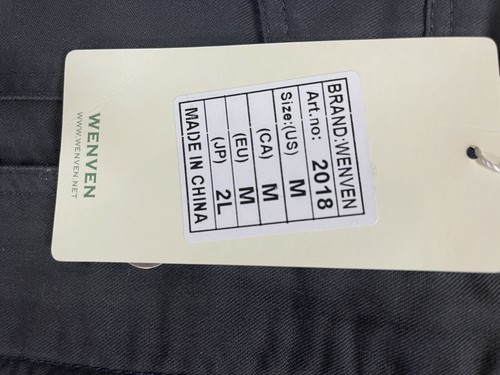 BRAND:WENVEN
Art.no: 2018
Size:(US) M
(CA) M
(EU) M
(JP) 2L
MADE IN CHINA
WENVEN
WWW.WENVEN.NET